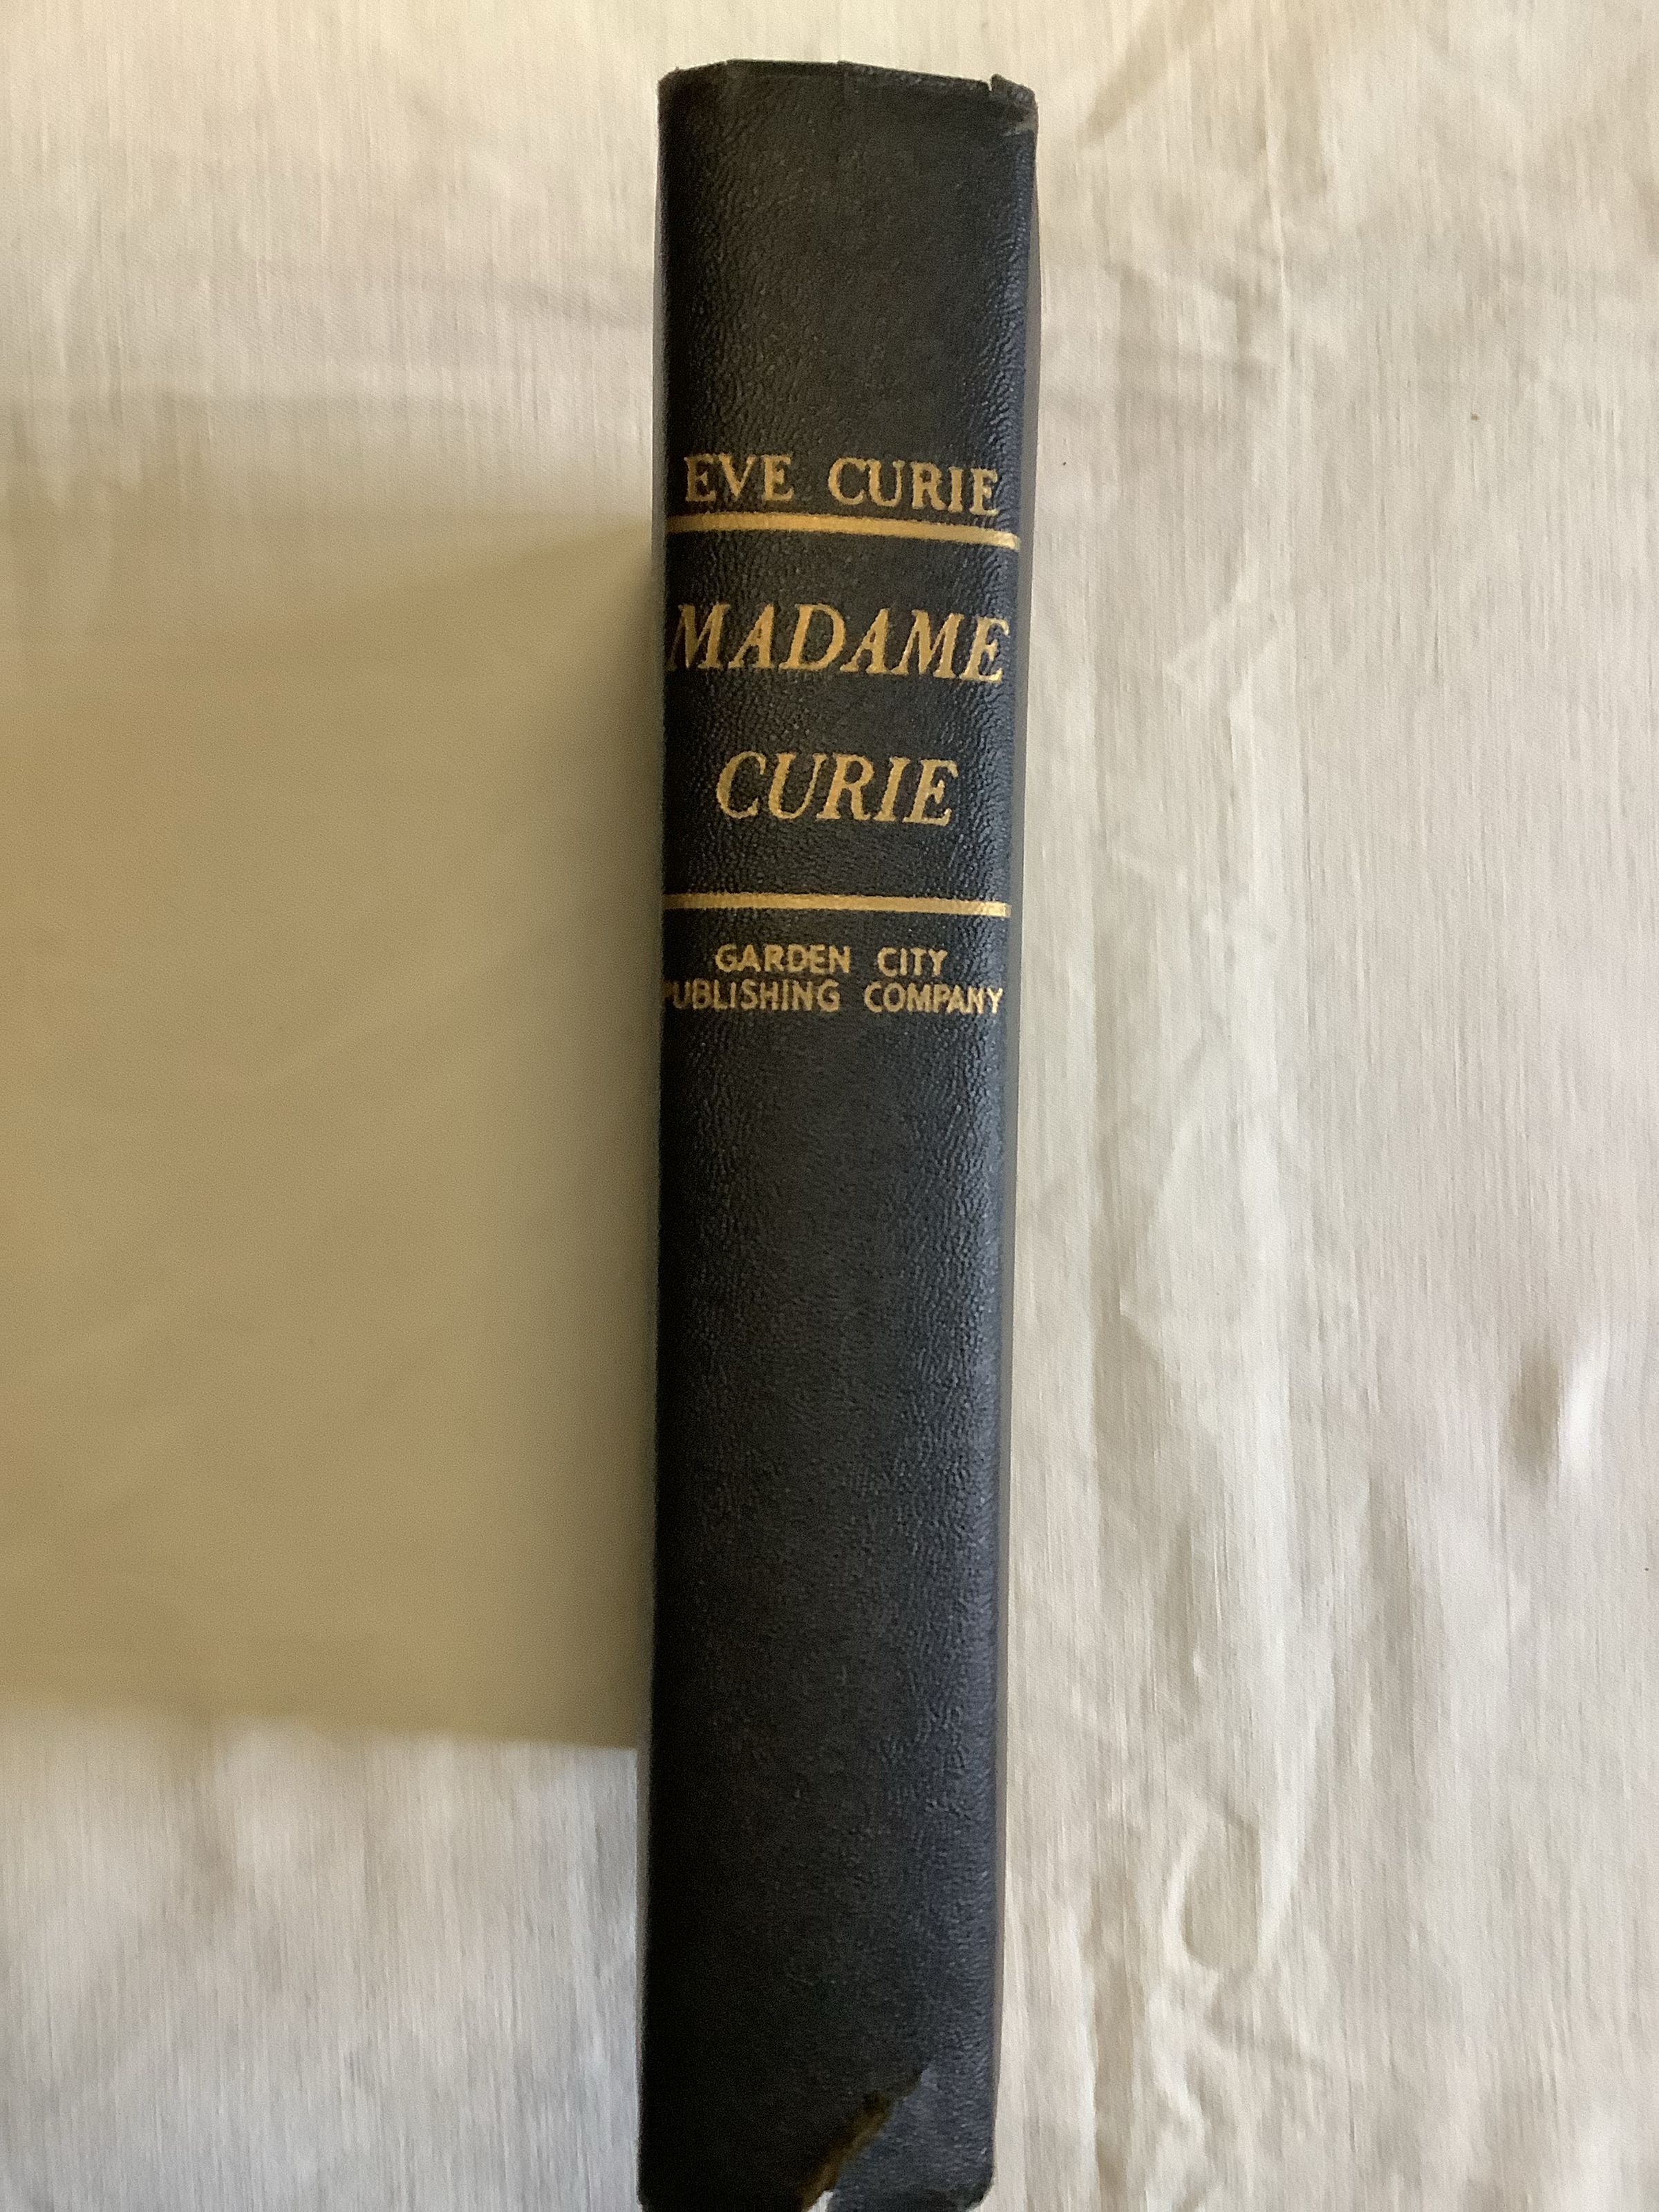 EVE CURIE
MADAME
CURIE
GARDEN CITY
PUBLISHING COMPANY